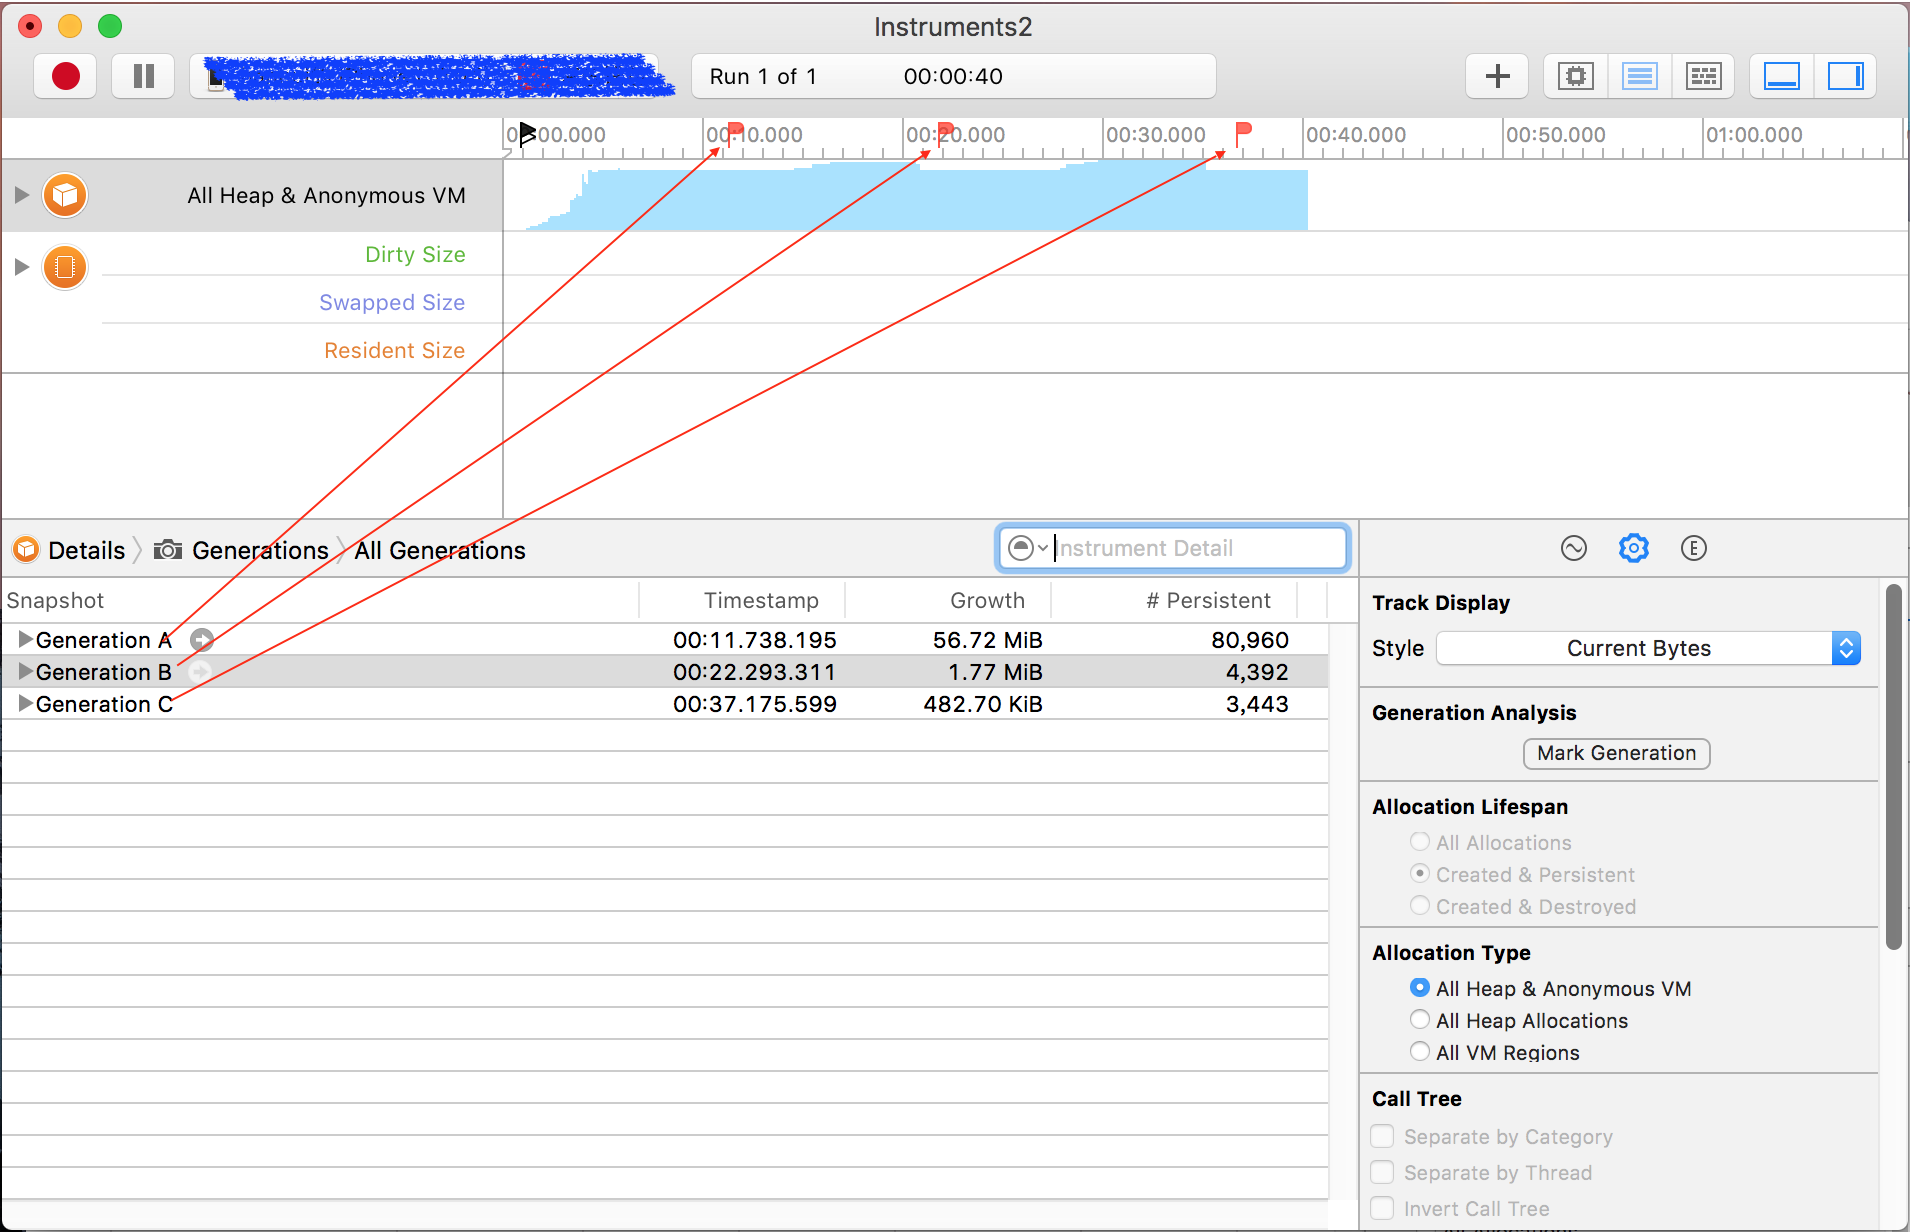 Instruments2
Run 1 of 1 00:00:40
00:00.000 00:10.000 00:20.000 00:30.000 00:40.000 00:50.000 01:00.000
All Heap & Anonymous VM
Dirty Size
Swapped Size
Resident Size
Details Generations All Generations
Instrument Detail
E
Snapshot Timestamp Growth # Persistent
Generation A 00:11.738.195 56.72 MiB 80,960
Generation B 00:22.293.311 1.77 MiB 4,392
Generation C 00:37.175.599 482.70 KiB 3,443
Track Display
Style Current Bytes
Generation Analysis
Mark Generation
Allocation Lifespan
All Allocations
Created & Persistent
Created & Destroyed
Allocation Type
All Heap & Anonymous VM
All Heap Allocations
All VM Regions
Call Tree
Separate by Category
Separate by Thread
Invert Call Tree